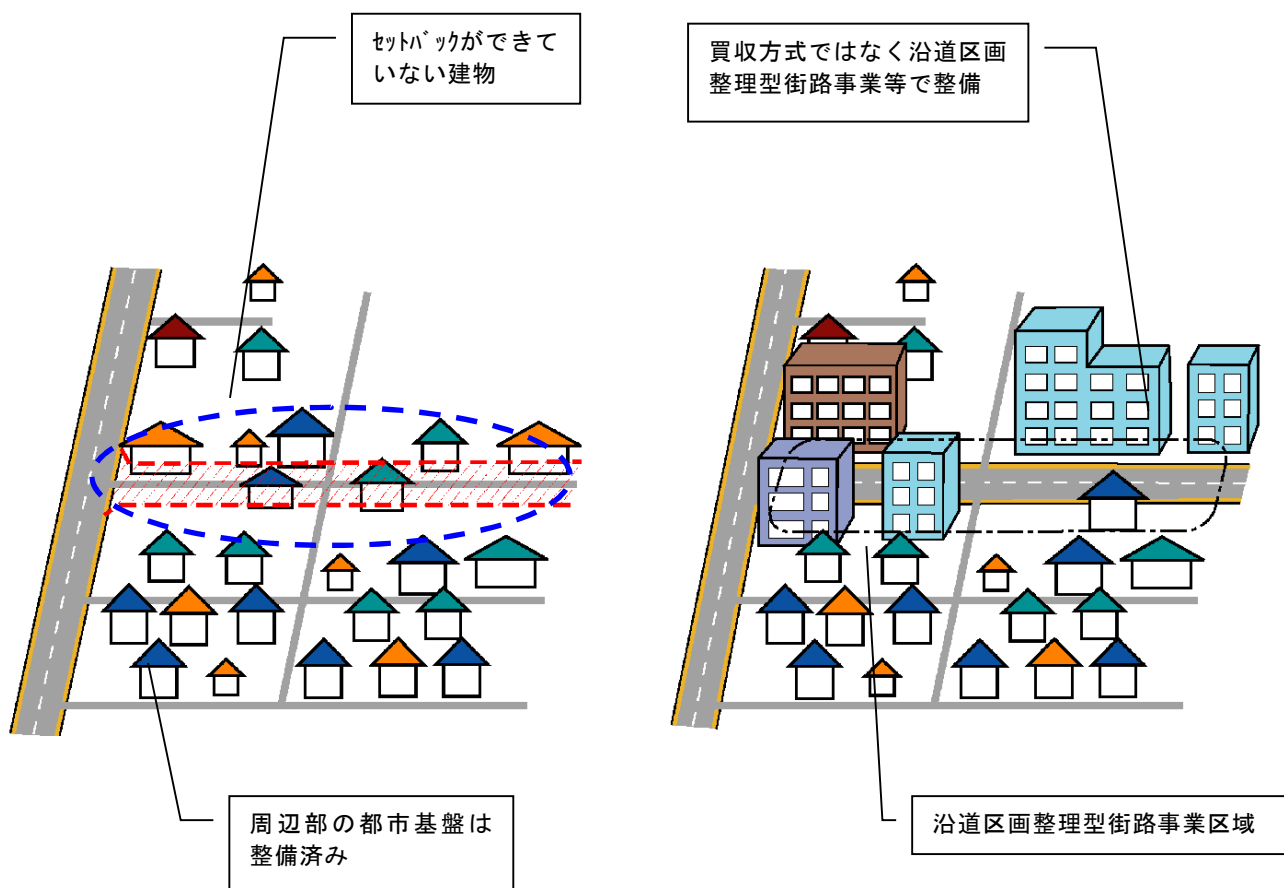 ｾｯﾄﾊﾞｯｸができて
いない建物
買収方式ではなく沿道区画
整理型街路事業等で整備
周辺部の都市基盤は
整備済み
沿道区画整理型街路事業区域